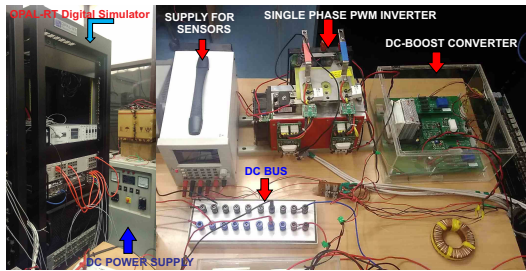 OPAL-RT Digital Simulator
SUPPLY FOR
SENSORS
SINGLE PHASE PWM INVERTER
DC-BOOST CONVERTER
DC BUS
DC POWER SUPPLY